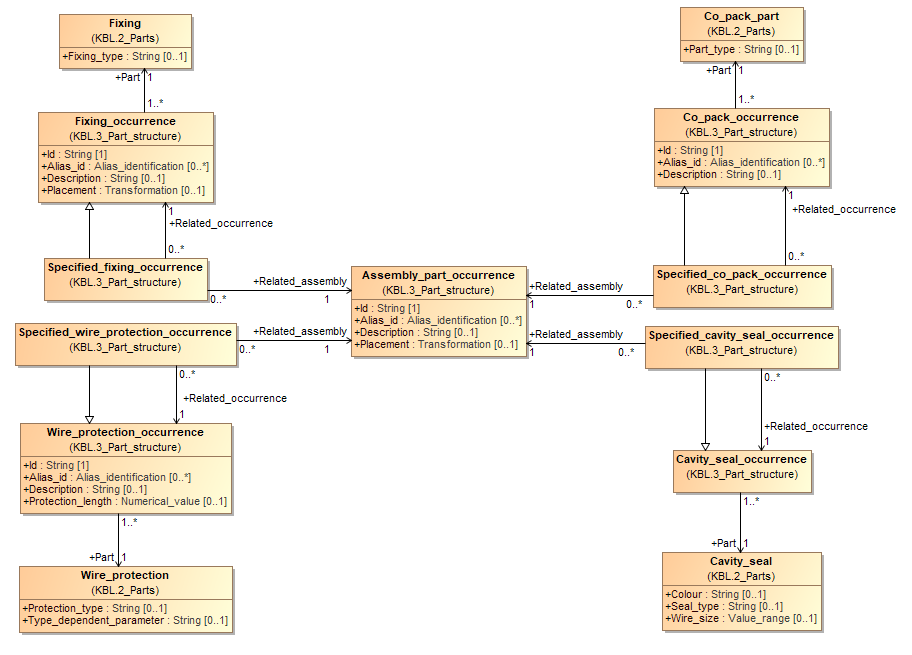 Fixing
(KBL.2_Parts)
+Fixing_type : String [0..1]
+Part 1
1..*
Fixing_occurrence
(KBL.3_Part_structure)
+Id : String [1]
+Alias_id : Alias_identification [0..*]
+Description : String [0..1]
+Placement : Transformation [0..1]
1
+Related_occurrence
0..*
Specified_fixing_occurrence
(KBL.3_Part_structure)
+Related_assembly
0..* 1
Co_pack_part
(KBL.2_Parts)
+Part_type : String [0..1]
+Part 1
1..*
Co_pack_occurrence
(KBL.3_Part_structure)
+Id : String [1]
+Alias_id : Alias_identification [0..*]
+Description : String [0..1]
1
+Related_occurrence
0..*
Specified_co_pack_occurrence
(KBL.3_Part_structure)
+Related_assembly
1 0..*
Assembly_part_occurrence
(KBL.3_Part_structure)
+Id : String [1]
+Alias_id : Alias_identification [0..*]
+Description : String [0..1]
+Placement : Transformation [0..1]
Specified_wire_protection_occurrence
(KBL.3_Part_structure)
+Related_assembly
0..* 1
0..*
+Related_occurrence
1
Wire_protection_occurrence
(KBL.3_Part_structure)
+Id : String [1]
+Alias_id : Alias_identification [0..*]
+Description : String [0..1]
+Protection_length : Numerical_value [0..1]
1..*
+Part 1
Wire_protection
(KBL.2_Parts)
+Protection_type : String [0..1]
+Type_dependent_parameter : String [0..1]
Specified_cavity_seal_occurrence
(KBL.3_Part_structure)
+Related_assembly
1 0..*
0..*
+Related_occurrence
1
Cavity_seal_occurrence
(KBL.3_Part_structure)
1..*
+Part 1
Cavity_seal
(KBL.2_Parts)
+Colour : String [0..1]
+Seal_type : String [0..1]
+Wire_size : Value_range [0..1]